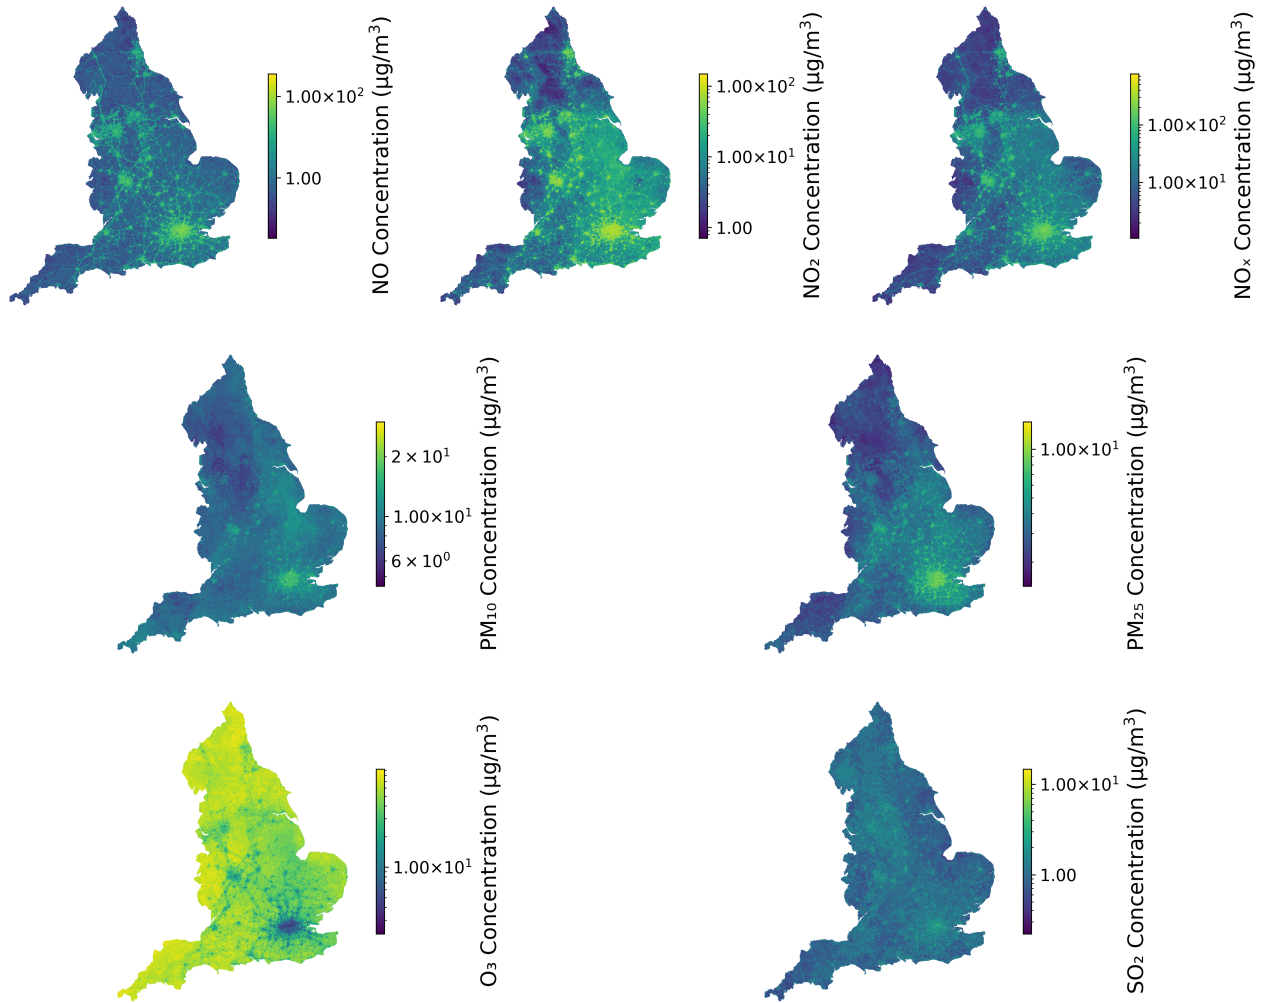 1.00×10²
1.00
NO Concentration (µg/m³)
1.00×10²
1.00×10¹
1.00
NO₂ Concentration (µg/m³)
1.00×10²
1.00×10¹
NOₓ Concentration (µg/m³)
2×10¹
1.00×10¹
6×10⁰
PM₁₀ Concentration (µg/m³)
1.00×10¹
PM₂₅ Concentration (µg/m³)
1.00×10¹
O₃ Concentration (µg/m³)
1.00×10¹
1.00
SO₂ Concentration (µg/m³)